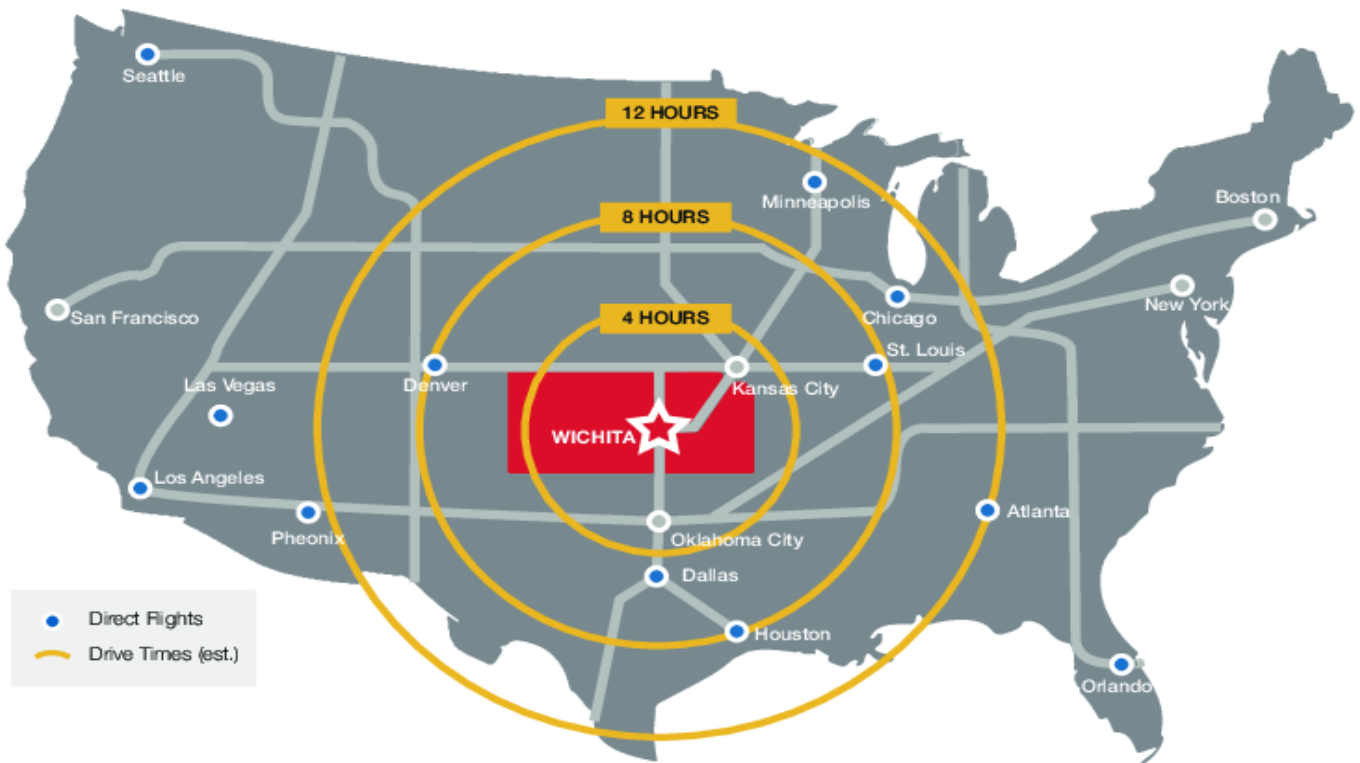 12 HOURS
Seattle
Minneapolis
Boston
8 HOURS
New York
San Francisco
4 HOURS
Chicago
St. Louis
Las Vegas
Denver
Kansas City
WICHITA
Los Angeles
Atlanta
Pheonix
Oklahoma City
Dallas
Direct Flights
Houston
Drive Times (est.)
Orlando